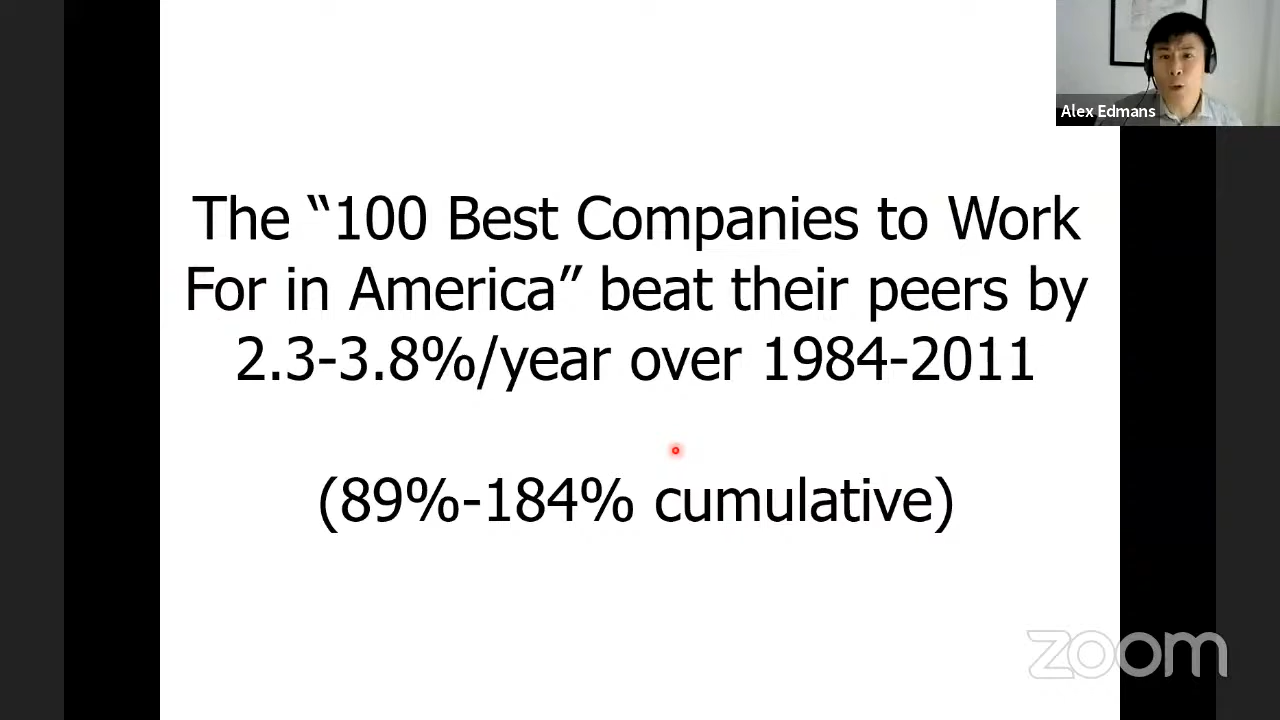 Alex Edmans
The “100 Best Companies to Work
For in America” beat their peers by
2.3-3.8%/year over 1984-2011
(89%-184% cumulative)
zoom